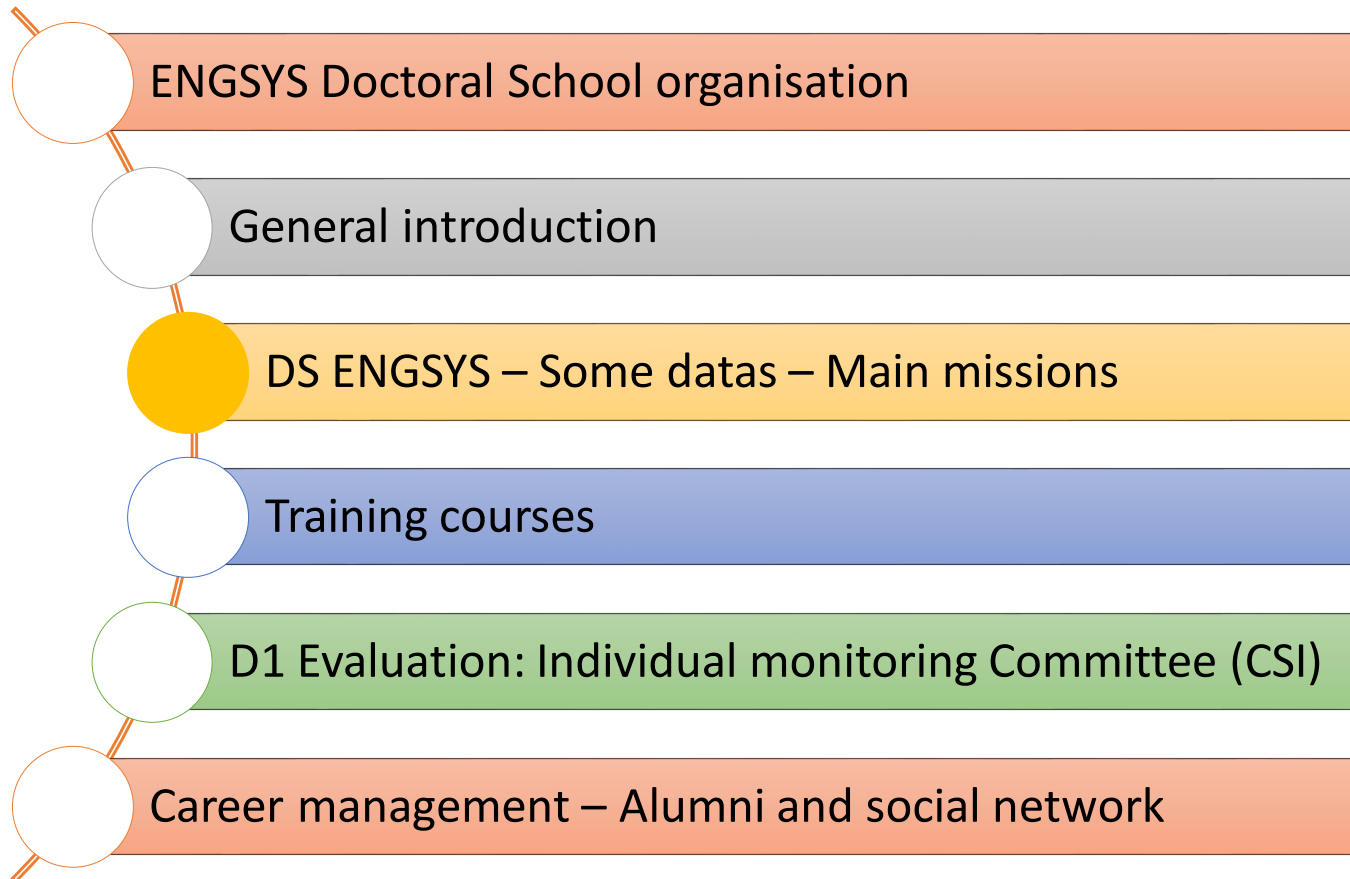 ENGSYS Doctoral School organisation
General introduction
DS ENGSYS – Some datas – Main missions
Training courses
D1 Evaluation: Individual monitoring Committee (CSI)
Career management – Alumni and social network